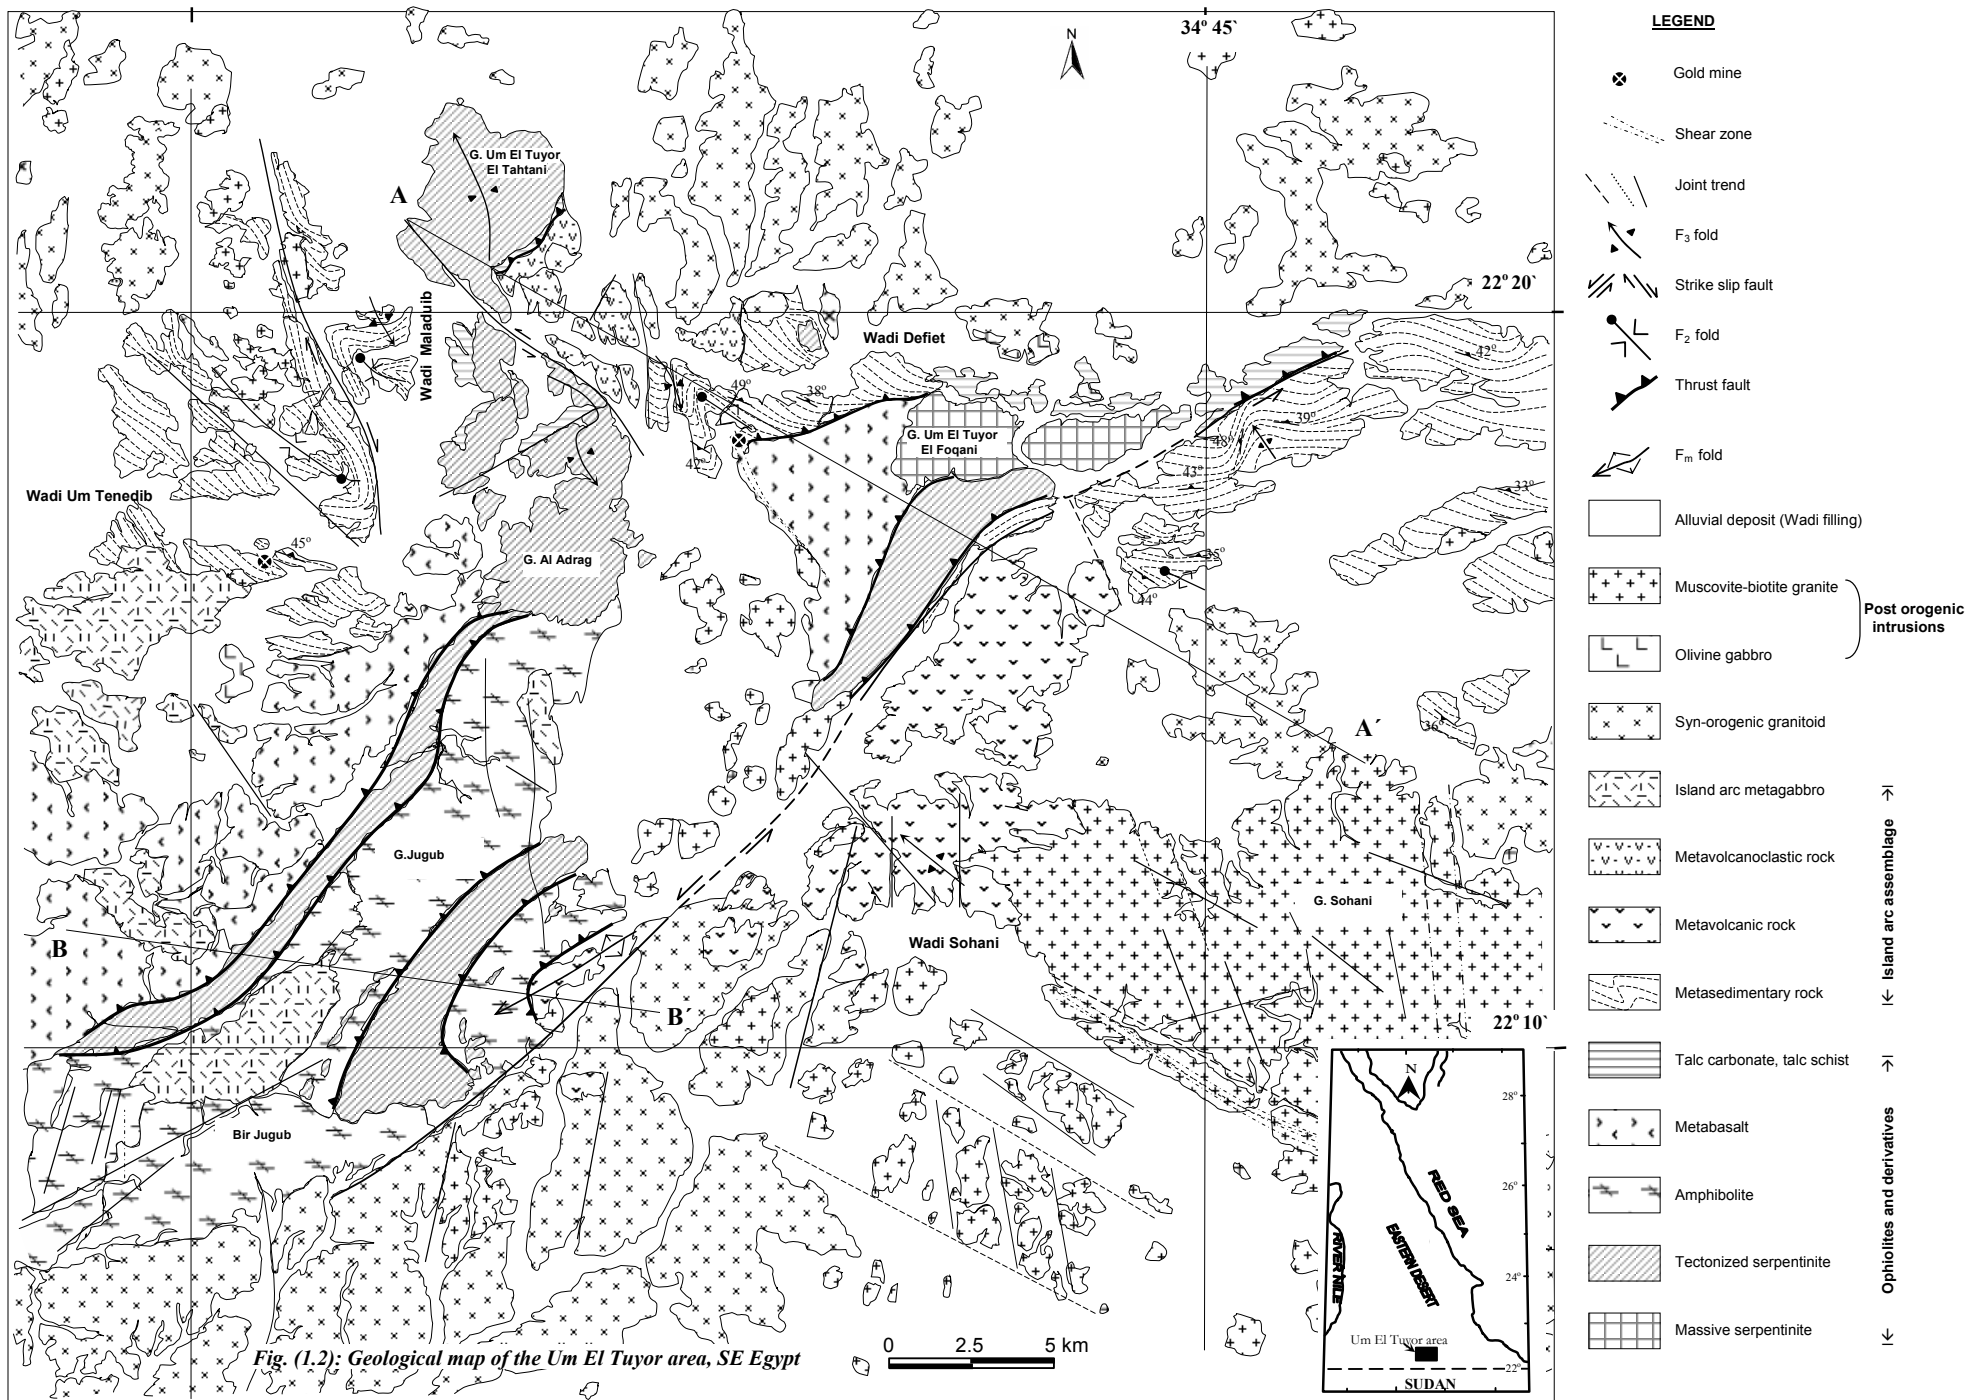 34º 45`
N
G. Um El Tuyor
El Tahtani
A
22º 20`
Wadi Maladuib
Wadi Defiet
42º
49º
38º
39º
48º
G. Um El Tuyor
El Foqani
42º
43º
33º
Wadi Um Tenedib
45º
G. Al Adrag
35º
44º
36º
A´
G.Jugub
G. Sohani
B
Wadi Sohani
B´
22º 10`
Bir Jugub
0 2.5 5 km
Fig. (1.2): Geological map of the Um El Tuyor area, SE Egypt
N
28º
RED SEA
26º
RIVER NILE
EASTERN DESERT
24º
Um El Tuyor area
22º
SUDAN
LEGEND
Gold mine
Shear zone
Joint trend
F3 fold
Strike slip fault
F2 fold
Thrust fault
Fm fold
Alluvial deposit (Wadi filling)
Muscovite-biotite granite
Post orogenic
intrusions
Olivine gabbro
Syn-orogenic granitoid
Island arc metagabbro
Metavolcanoclastic rock
Metavolcanic rock
Metasedimentary rock
Island arc assemblage
Talc carbonate, talc schist
Metabasalt
Amphibolite
Tectonized serpentinite
Massive serpentinite
Ophiolites and derivatives